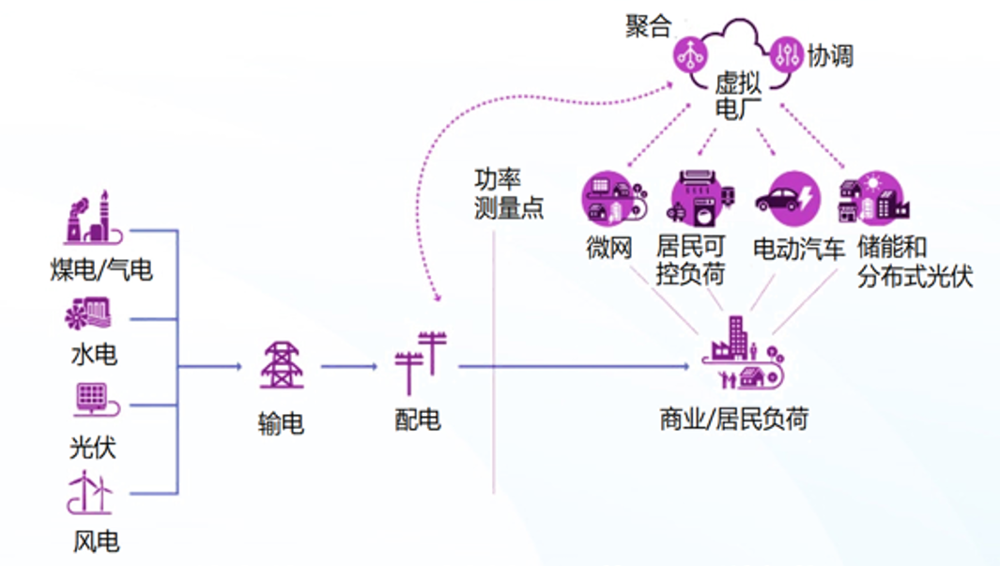 聚合
协调
虚拟
电厂
功率
测量点
微网
居民可
控负荷
电动汽车
储能和
分布式光伏
煤电/气电
水电
光伏
风电
输电
配电
商业/居民负荷